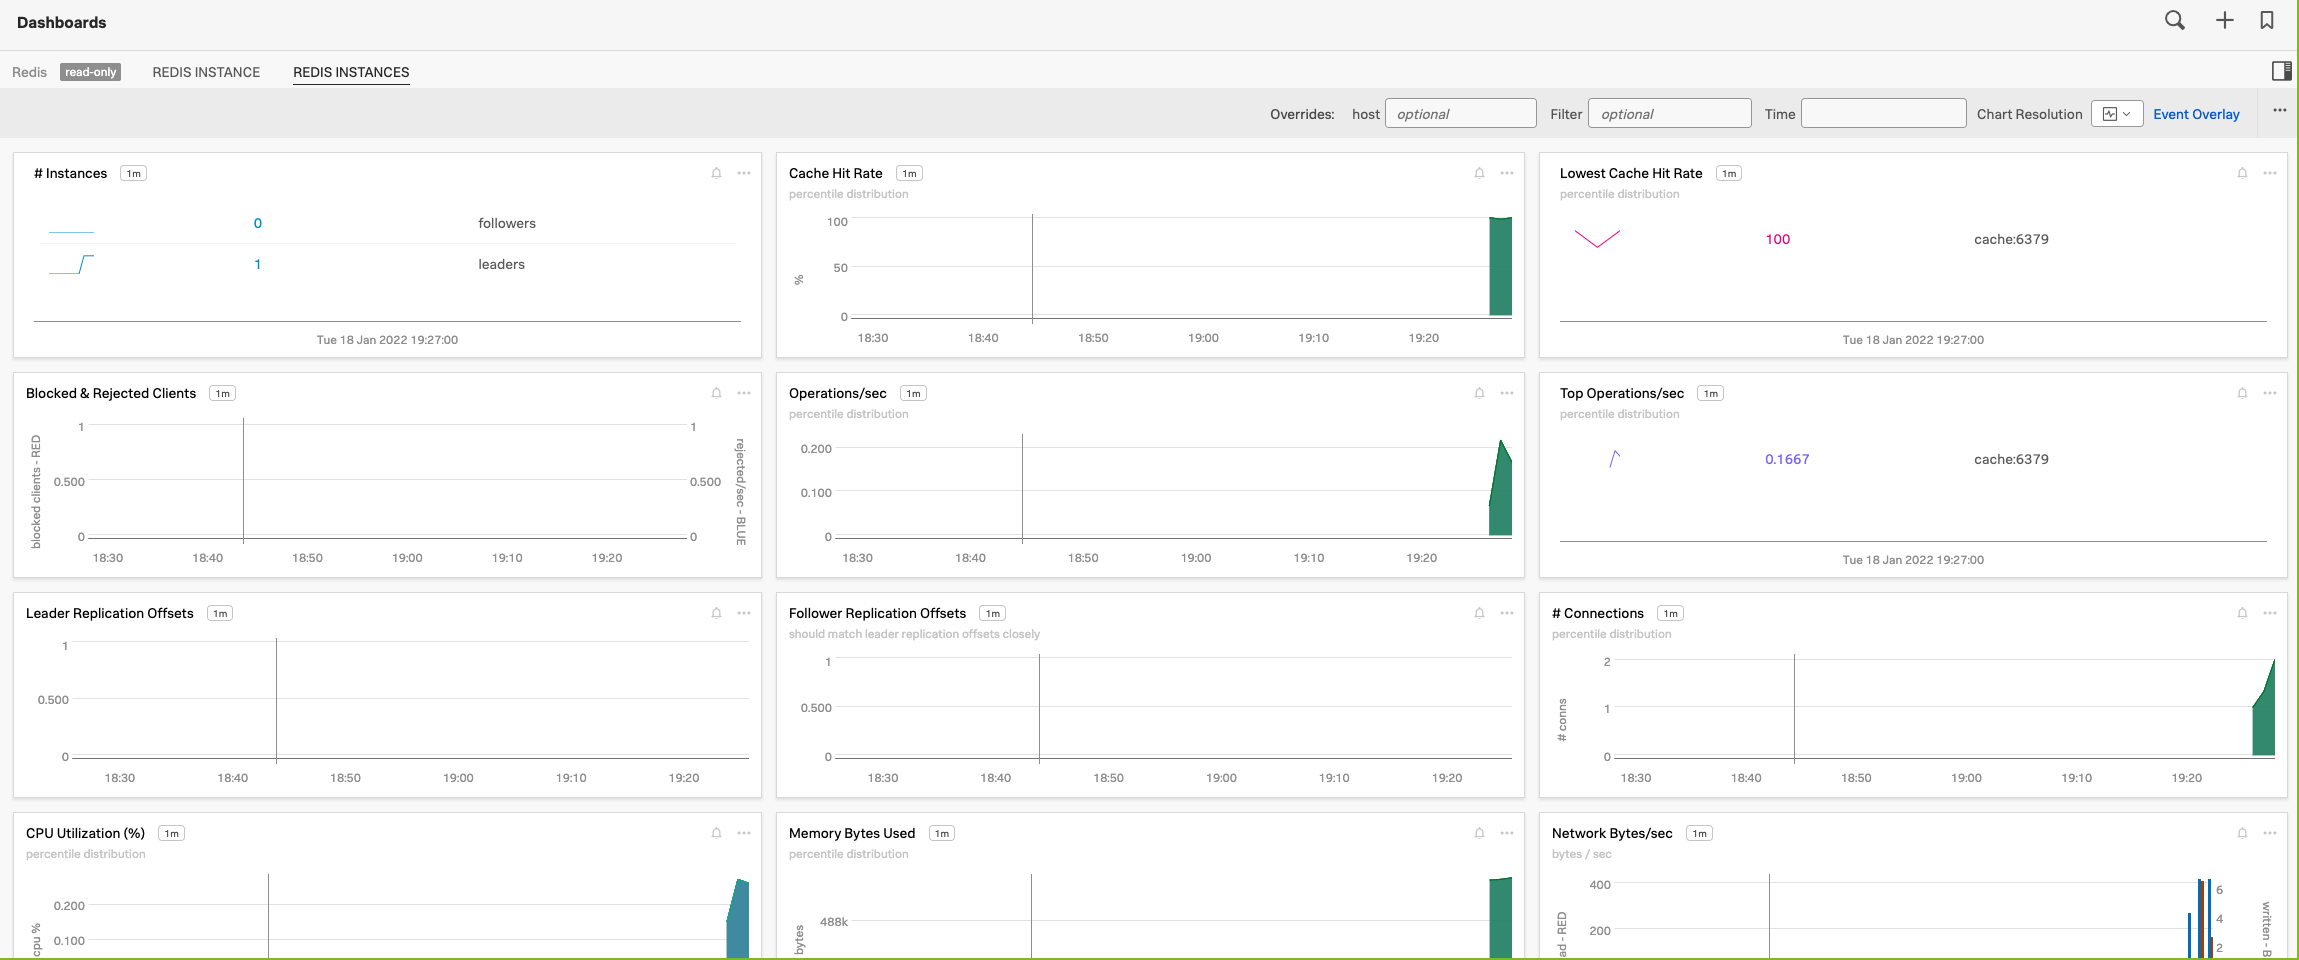 Dashboards
Redis read-only REDIS INSTANCE REDIS INSTANCES
Overrides: host optional Filter optional Time Chart Resolution Event Overlay
# Instances 1m
0 followers
1 leaders
Tue 18 Jan 2022 19:27:00
Cache Hit Rate 1m
percentile distribution
100
50
0
%
18:30 18:40 18:50 19:00 19:10 19:20
Lowest Cache Hit Rate 1m
percentile distribution
100 cache:6379
Tue 18 Jan 2022 19:27:00
Blocked & Rejected Clients 1m
blocked clients - RED
1 1
0.500 0.500
0 0
rejected/sec - BLUE
18:30 18:40 18:50 19:00 19:10 19:20
Operations/sec 1m
percentile distribution
0.200
0.100
0
18:30 18:40 18:50 19:00 19:10 19:20
Top Operations/sec 1m
percentile distribution
0.1667 cache:6379
Tue 18 Jan 2022 19:27:00
Leader Replication Offsets 1m
1
0.500
0
18:30 18:40 18:50 19:00 19:10 19:20
Follower Replication Offsets 1m
should match leader replication offsets closely
1
0.500
0
18:30 18:40 18:50 19:00 19:10 19:20
# Connections 1m
percentile distribution
# conns
2
1
0
18:30 18:40 18:50 19:00 19:10 19:20
CPU Utilization (%) 1m
percentile distribution
cpu %
0.200
0.100
Memory Bytes Used 1m
percentile distribution
bytes
488k
Network Bytes/sec 1m
bytes / sec
ad - RED
400
200
6
4
2
written - B